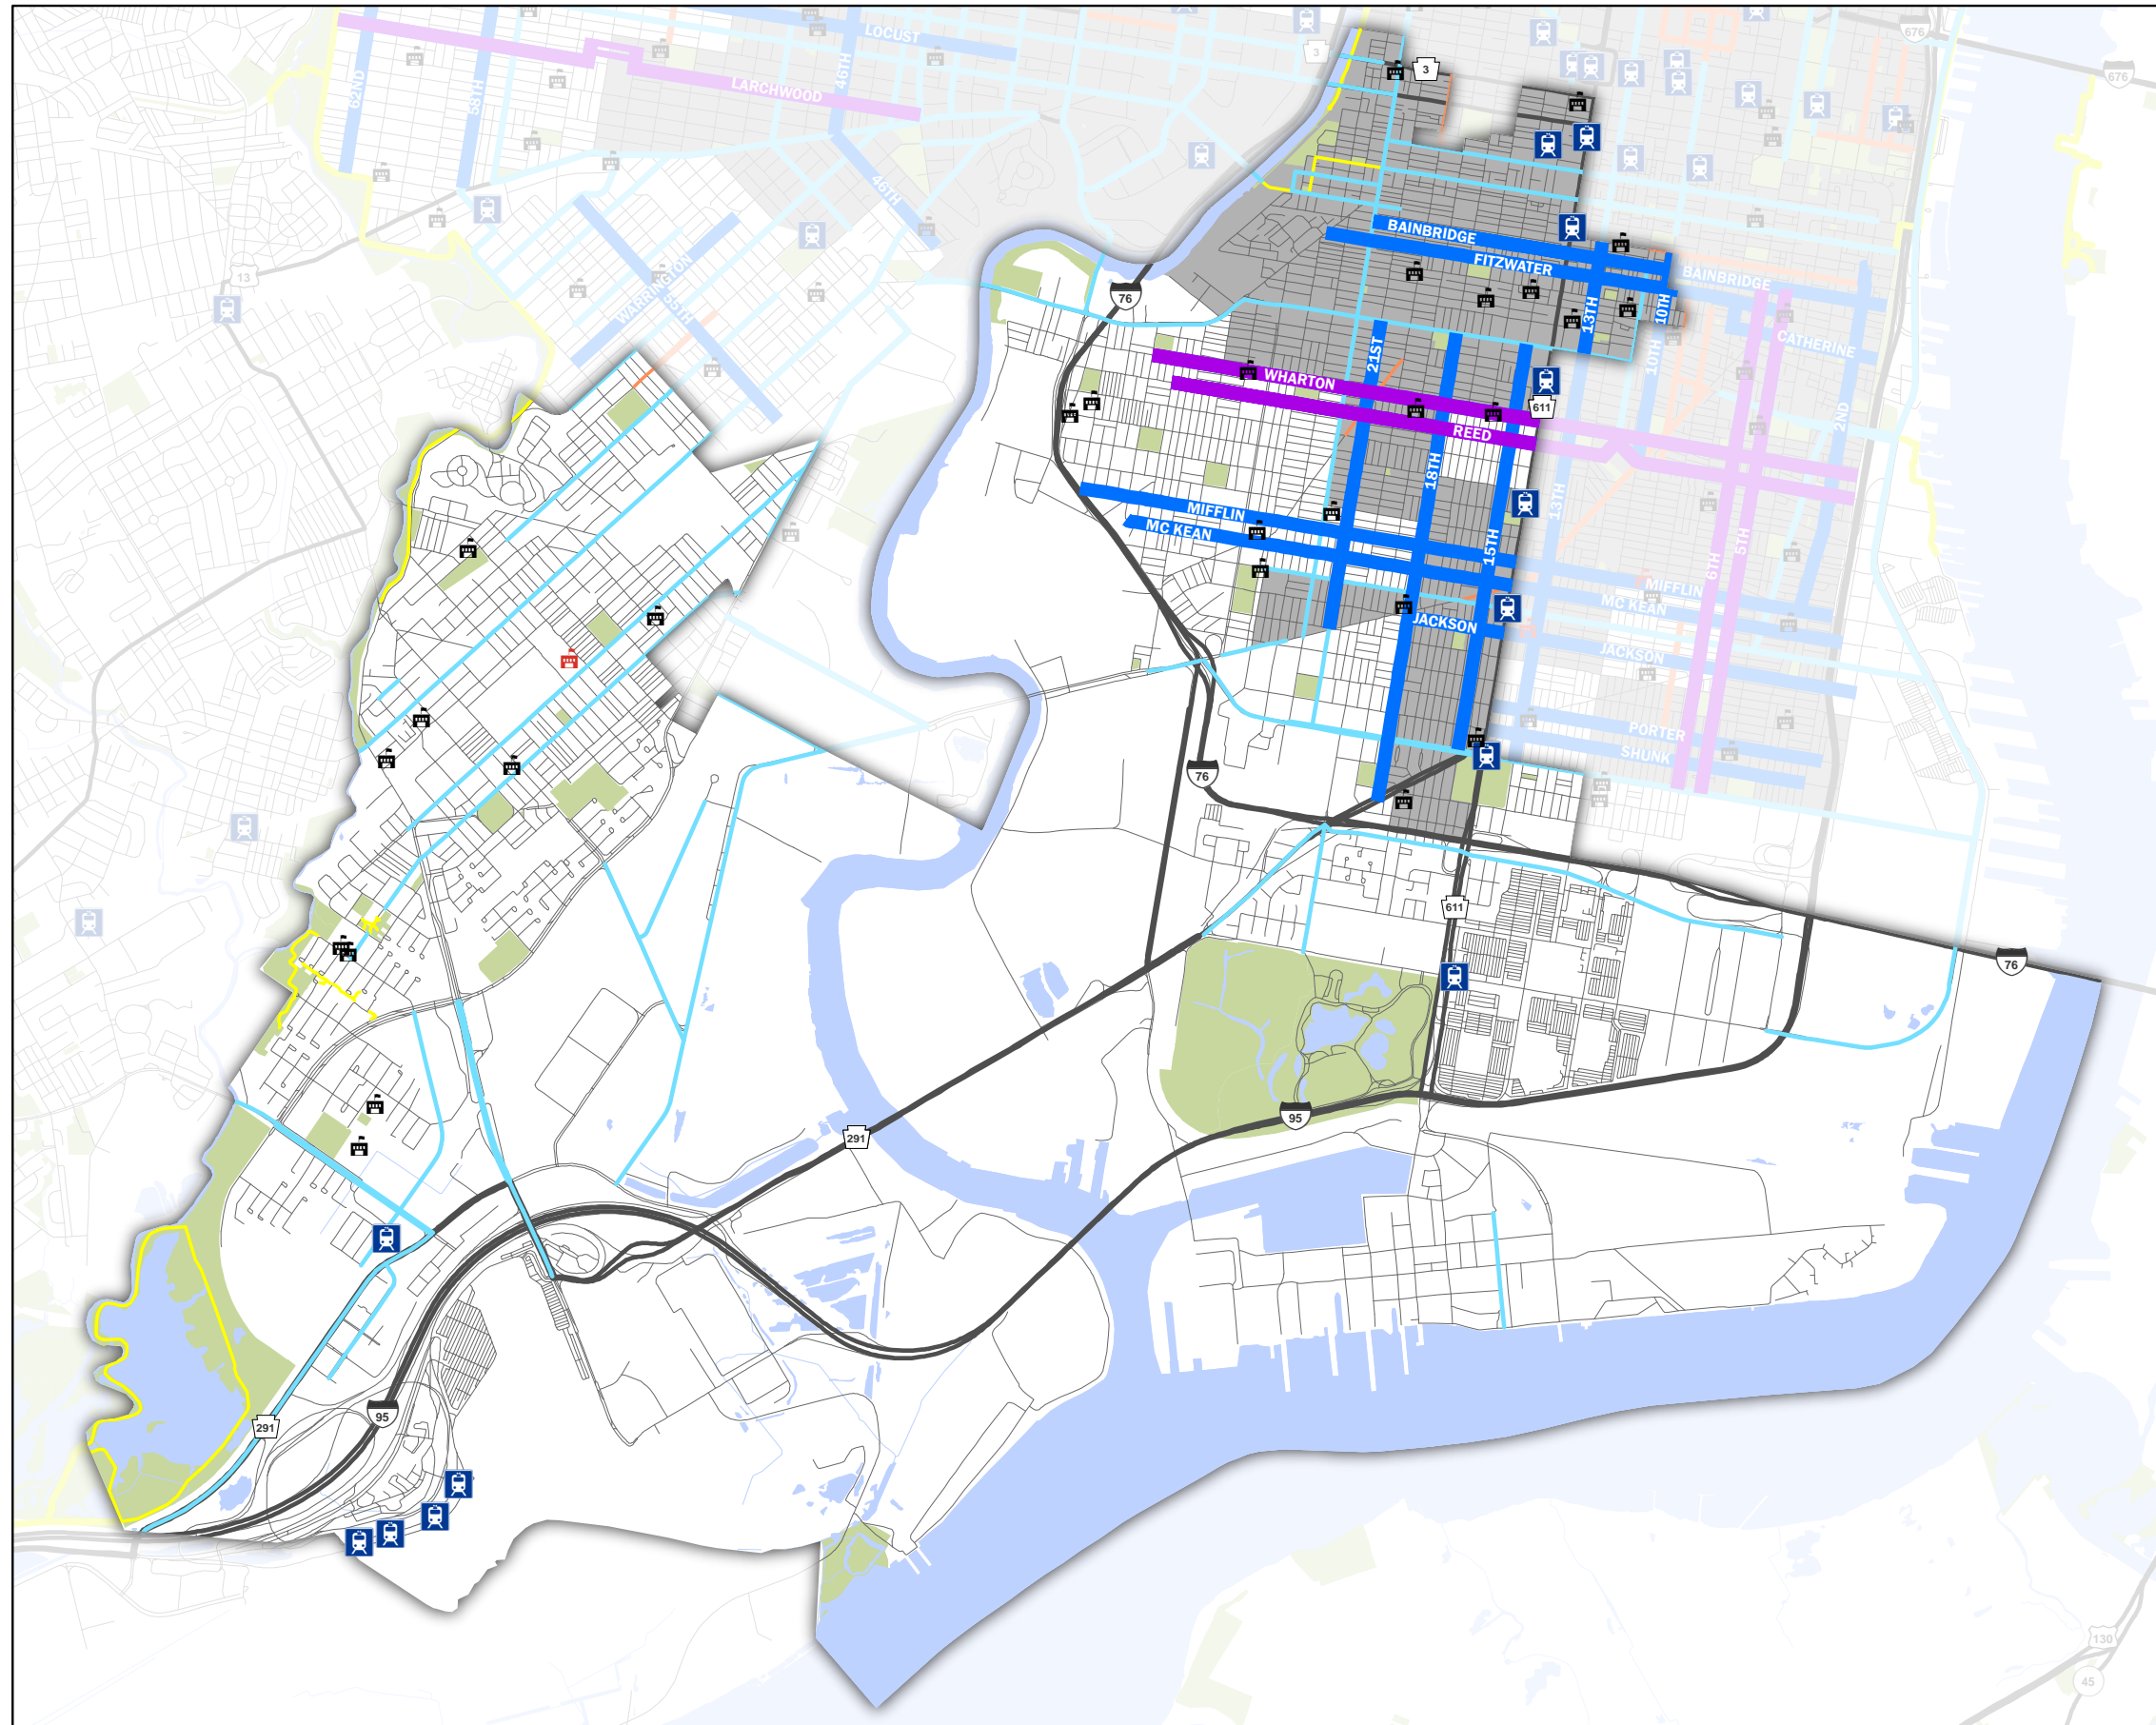 LOCUST
46TH
62ND
58TH
LARCHWOOD
3
3
676
676
46TH
13
WARRINGTON
55TH
BAINBRIDGE
FITZWATER
BAINBRIDGE
13TH
10TH
76
21ST
WHARTON
611
REED
10TH
CATHERINE
2ND
18TH
13TH
MIFFLIN
MC KEAN
15TH
6TH
5TH
MIFFLIN
MC KEAN
JACKSON
JACKSON
PORTER
SHUNK
76
611
76
291
95
291
95
130
45